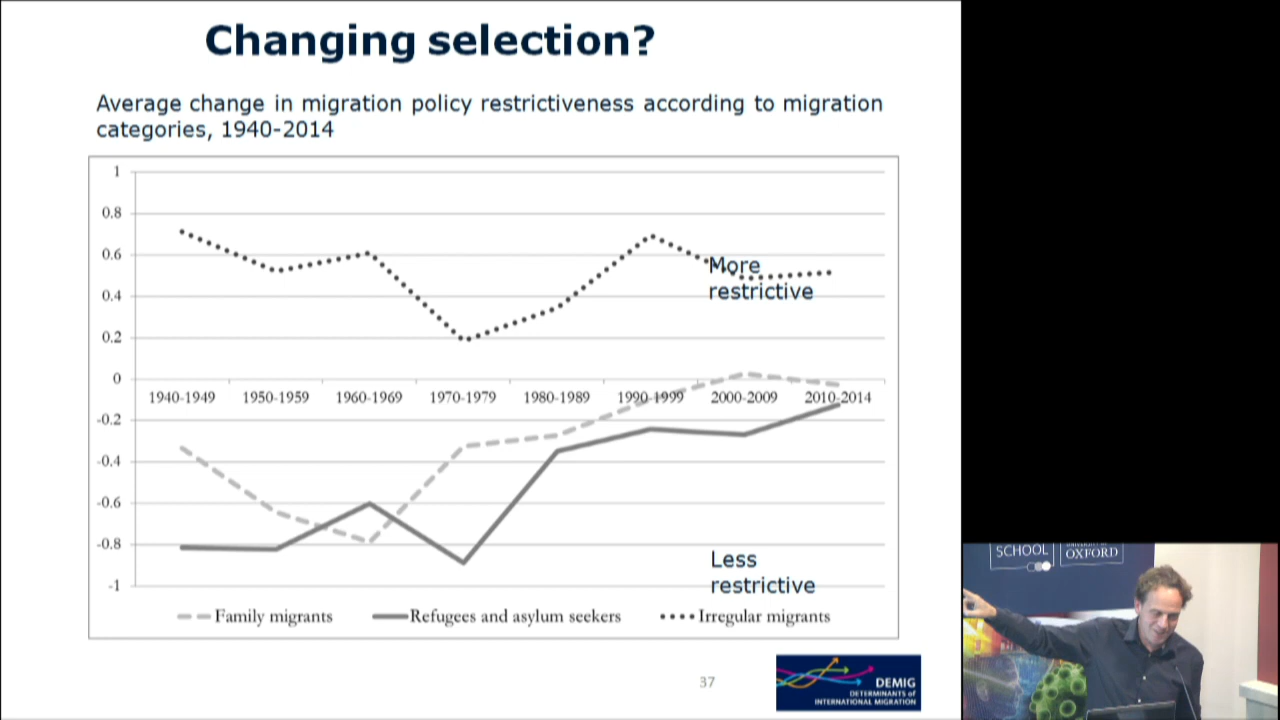 Changing selection?
Average change in migration policy restrictiveness according to migration
categories, 1940-2014
1
0.8
0.6
0.4
0.2
0
-0.2
-0.4
-0.6
-0.8
-1
More
restrictive
1940-1949 1950-1959 1960-1969 1970-1979 1980-1989 1990-1999 2000-2009 2010-2014
Less
restrictive
Family migrants Refugees and asylum seekers Irregular migrants
37
DEMIG
DETERMINANTS of
INTERNATIONAL MIGRATION
SCHOOL
OXFORD